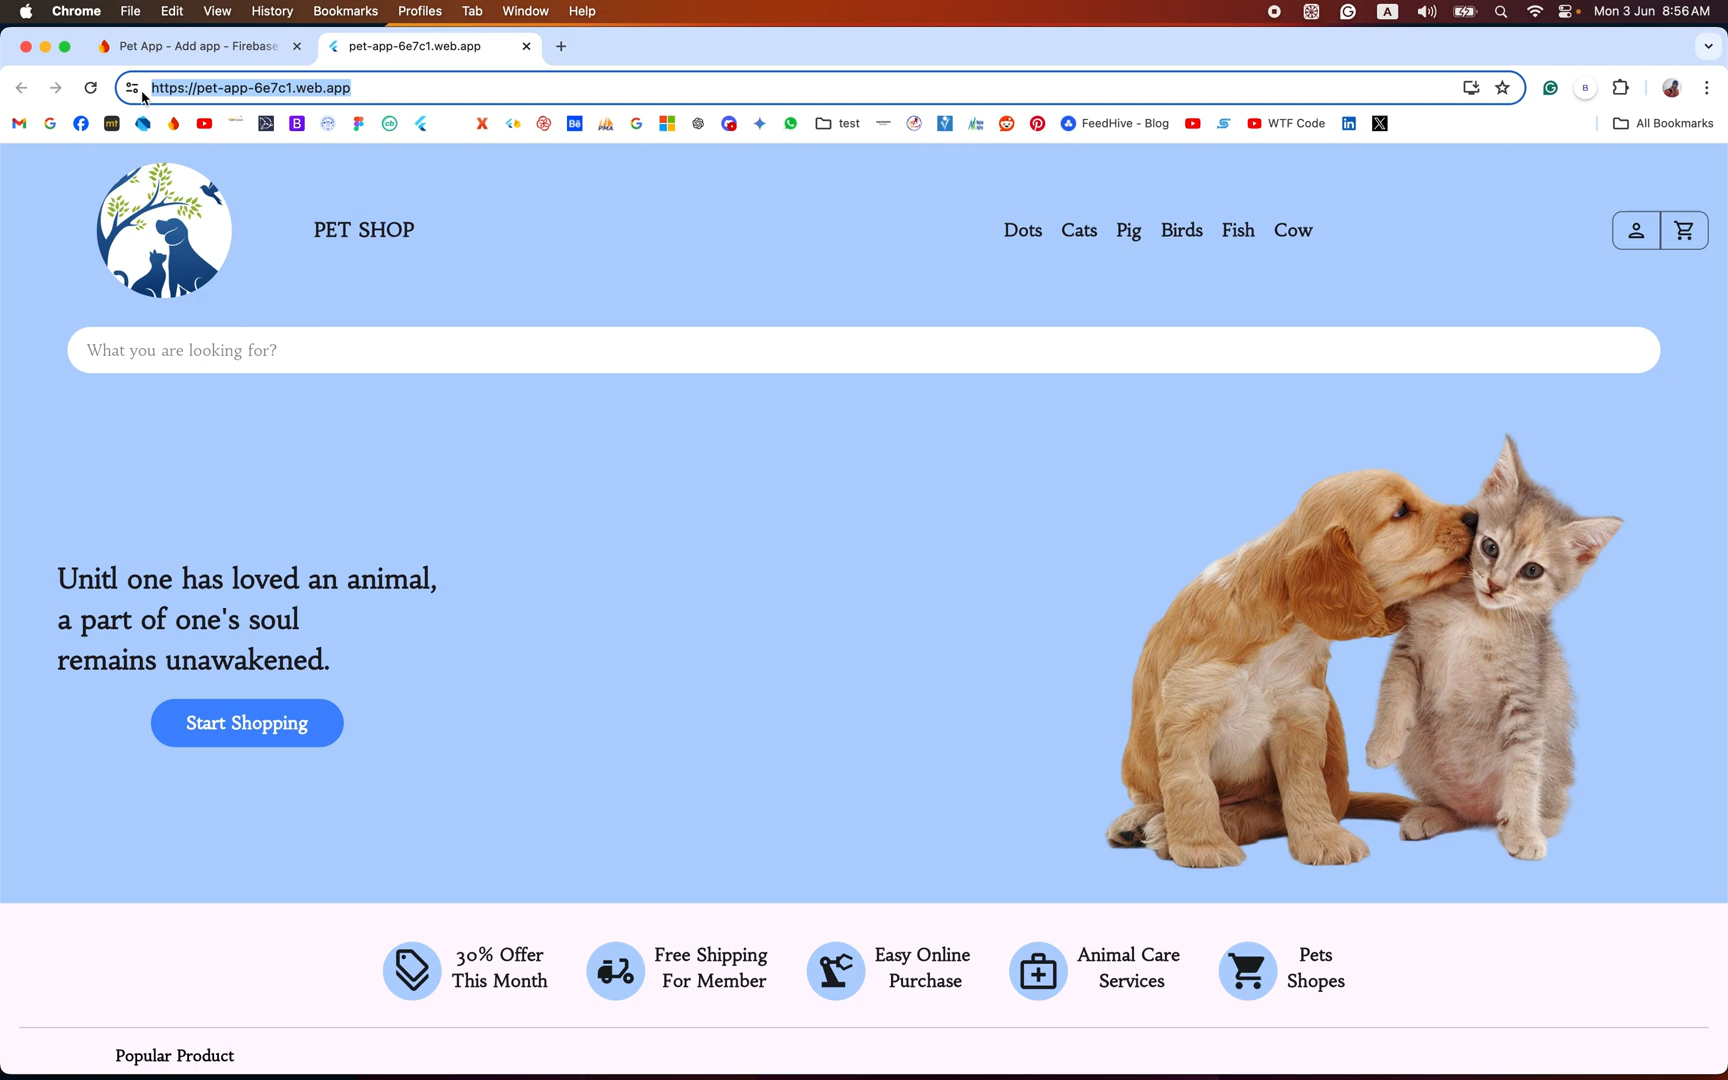 Chrome File Edit View History Bookmarks Profiles Tab Window Help A Mon 3 Jun 8:56 AM
Pet App - Add app - Firebase pet-app-6e7c1.web.app
https://pet-app-6e7c1.web.app B
test FeedHive - Blog WTF Code All Bookmarks
PET SHOP
Dots Cats Pig Birds Fish Cow
What you are looking for?
Unitl one has loved an animal,
a part of one's soul
remains unawakened.
Start Shopping
30% Offer
This Month
Free Shipping
For Member
Easy Online
Purchase
Animal Care
Services
Pets
Shopes
Popular Product